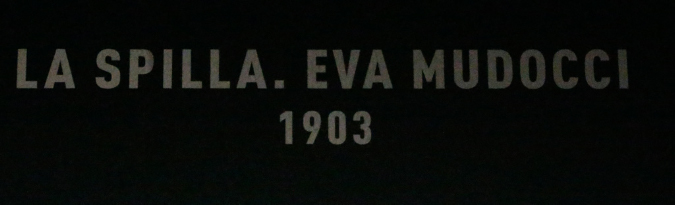 LA SPILLA. EVA MUDOCCI
1903